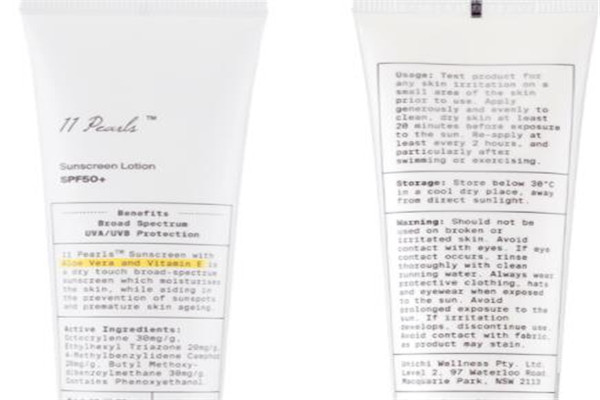 11 Pearls ™
Sunscreen Lotion
SPF50+
Benefits
Broad Spectrum
UVA/UVB Protection
11 Pearls™ Sunscreen with
Aloe Vera and Vitamin E is
a dry touch broad-spectrum
sunscreen which moisturises
the skin, while aiding in
the prevention of sunspots
and premature skin ageing.
Active Ingredients:
Octocrylene 30mg/g,
Ethylhexyl Triazone 20mg/g,
4-Methylbenzylidene Camphor
20mg/g, Butyl Methoxy-
dibenzoylmethane 30mg/g.
Contains Phenoxyethanol.
Usage: Test product for
any skin irritation on a
small area of the skin
prior to use. Apply
generously and evenly to
clean, dry skin at least
20 minutes before exposure
to the sun. Re-apply at
least every 2 hours, and
particularly after
swimming or exercising.
Storage: Store below 30°C
in a cool dry place, away
from direct sunlight.
Warning: Should not be
used on broken or
irritated skin. Avoid
contact with eyes. If eye
contact occurs, rinse
thoroughly with clean
running water. Always wear
protective clothing, hats
and eyewear when exposed
to the sun. Avoid
prolonged exposure to the
sun. If irritation
develops, discontinue use.
Avoid contact with fabric,
as product may stain.
Unichi Wellness Pty. Ltd.
Level 2, 97 Waterloo Road
Macquarie Park, NSW 2113